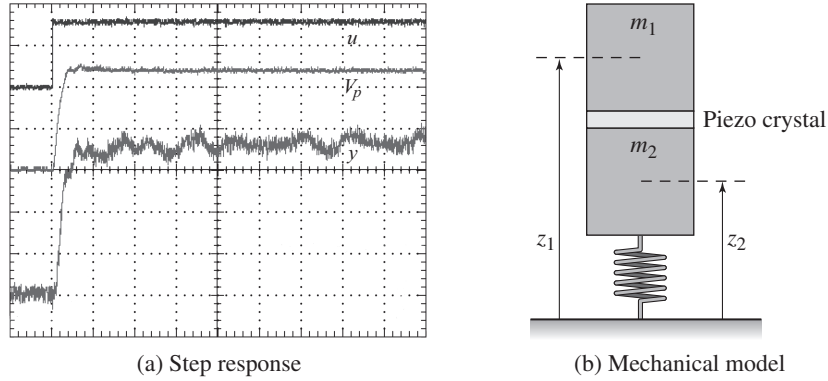 u
V_p
y
(a) Step response
m_1
Piezo crystal
m_2
z_1
z_2
(b) Mechanical model